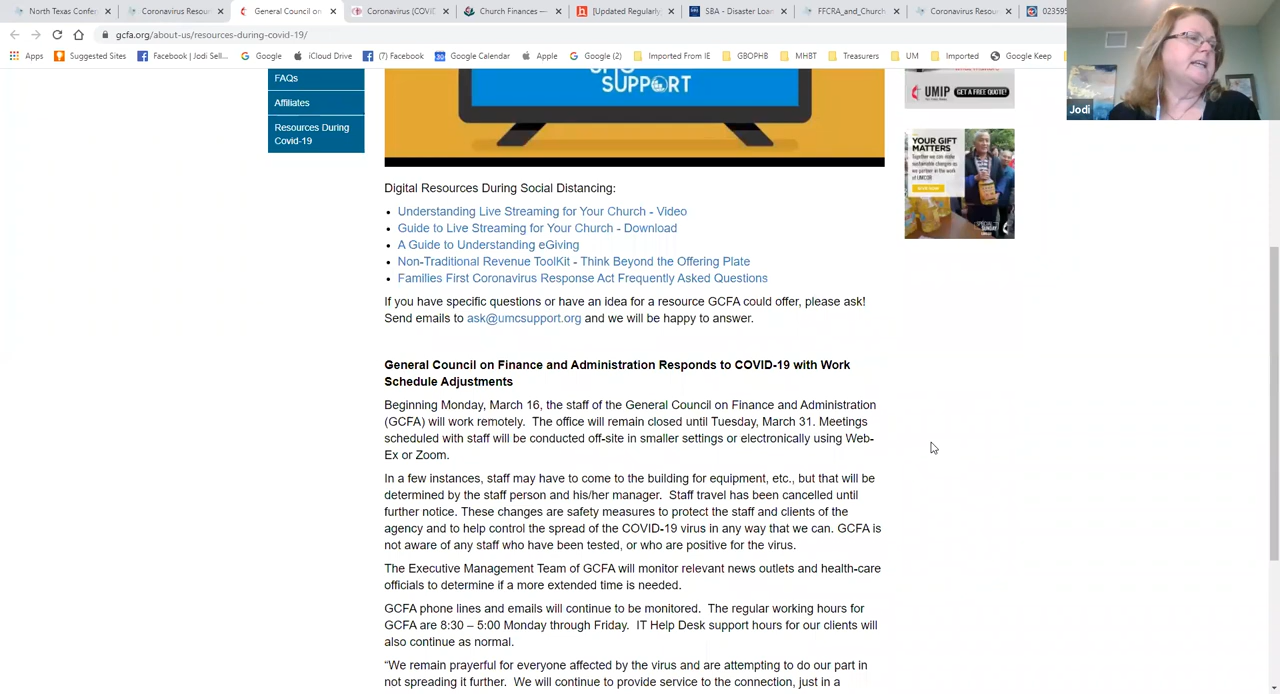 North Texas Confer
Coronavirus Resou
General Council on
Coronavirus (COVI
Church Finances —
[Updated Regularly
SBA - Disaster Loan
FFCRA_and_Church
Coronavirus Resou
023595
gcfa.org/about-us/resources-during-covid-19/
Apps
Suggested Sites
Facebook | Jodi Sell...
Google
iCloud Drive
(7) Facebook
Google Calendar
Apple
Google (2)
Imported From IE
GBOPHB
MHBT
Treasurers
UM
Imported
Google Keep
Jodi
FAQs
Affiliates
Resources During
Covid-19
SUPPORT
UMIP
GET A FREE QUOTE!
YOUR GIFT
MATTERS
Digital Resources During Social Distancing:
Understanding Live Streaming for Your Church - Video
Guide to Live Streaming for Your Church - Download
A Guide to Understanding eGiving
Non-Traditional Revenue ToolKit - Think Beyond the Offering Plate
Families First Coronavirus Response Act Frequently Asked Questions
If you have specific questions or have an idea for a resource GCFA could offer, please ask!
Send emails to ask@umcsupport.org and we will be happy to answer.
General Council on Finance and Administration Responds to COVID-19 with Work
Schedule Adjustments
Beginning Monday, March 16, the staff of the General Council on Finance and Administration
(GCFA) will work remotely. The office will remain closed until Tuesday, March 31. Meetings
scheduled with staff will be conducted off-site in smaller settings or electronically using Web-
Ex or Zoom.
In a few instances, staff may have to come to the building for equipment, etc., but that will be
determined by the staff person and his/her manager. Staff travel has been cancelled until
further notice. These changes are safety measures to protect the staff and clients of the
agency and to help control the spread of the COVID-19 virus in any way that we can. GCFA is
not aware of any staff who have been tested, or who are positive for the virus.
The Executive Management Team of GCFA will monitor relevant news outlets and health-care
officials to determine if a more extended time is needed.
GCFA phone lines and emails will continue to be monitored. The regular working hours for
GCFA are 8:30 – 5:00 Monday through Friday. IT Help Desk support hours for our clients will
also continue as normal.
“We remain prayerful for everyone affected by the virus and are attempting to do our part in
not spreading it further. We will continue to provide service to the connection, just in a